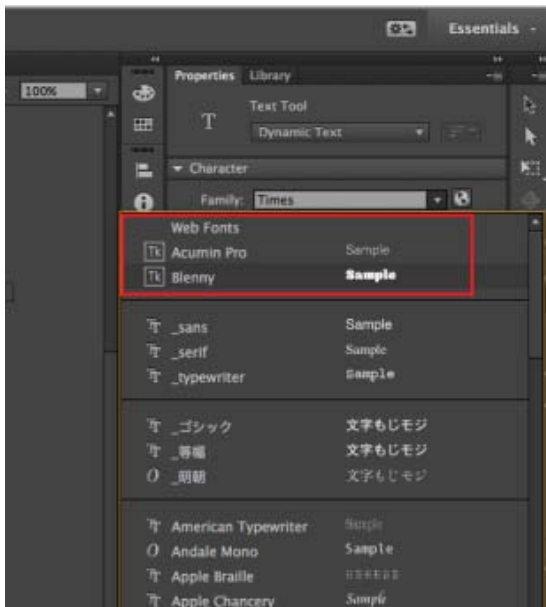 Essentials
100%
Properties Library
T Text Tool
Dynamic Text
Character
Family: Times
Web Fonts
Tk Acumin Pro Sample
Tk Blenny Sample
_sans Sample
_serif Sample
_typewriter Sample
_ゴシック 文字もじモジ
_等幅 文字もじモジ
_明朝 文字もじモジ
American Typewriter Sample
Andale Mono Sample
Apple Braille
Apple Chancery Sample